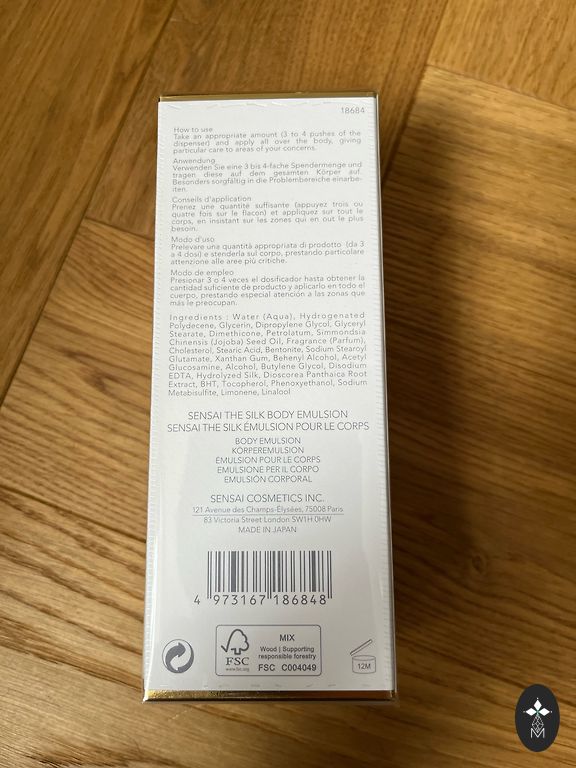 18684
How to use
Take an appropriate amount (3 to 4 pushes of the
dispenser) and apply all over the body, giving
particular care to areas of your concerns.
Anwendung
Verwenden Sie eine 3 bis 4-fache Spendermenge und
tragen diese auf dem gesamten Körper auf.
Besonders sorgfältig in die Problembereiche einarbe-
iten.
Conseils d'application
Prenez une quantité suffisante (appuyez trois ou
quatre fois sur le flacon) et appliquez sur tout le
corps, en insistant sur les zones qui en out le plus
besoin.
Modo d'uso
Prelevare una quantità appropriata di prodotto (da 3
a 4 dosi) e stenderla sul corpo, prestando particolare
attenzione alle aree più critiche.
Modo de empleo
Presionar 3 o 4 veces el dosificador hasta obtener la
cantidad suficiente de producto y aplicarlo en todo el
cuerpo, prestando especial atención a las zonas que
más le preocupan.
Ingredients : Water (Aqua), Hydrogenated
Polydecene, Glycerin, Dipropylene Glycol, Glyceryl
Stearate, Dimethicone, Petrolatum, Simmondsia
Chinensis (Jojoba) Seed Oil, Fragrance (Parfum),
Cholesterol, Stearic Acid, Bentonite, Sodium Stearoyl
Glutamate, Xanthan Gum, Behenyl Alcohol, Acetyl
Glucosamine, Alcohol, Butylene Glycol, Disodium
EDTA, Hydrolyzed Silk, Dioscorea Panthaica Root
Extract, BHT, Tocopherol, Phenoxyethanol, Sodium
Metabisulfite, Limonene, Linalool
SENSAI THE SILK BODY EMULSION
SENSAI THE SILK ÉMULSION POUR LE CORPS
BODY EMULSION
KÖRPEREMULSION
ÉMULSION POUR LE CORPS
EMULSIONE PER IL CORPO
EMULSIÓN CORPORAL
SENSAI COSMETICS INC.
121 Avenue des Champs-Elysées, 75008 Paris
83 Victoria Street London SW1H 0HW
MADE IN JAPAN
4 973167 186848
FSC
www.fsc.org
MIX
Wood | Supporting
responsible forestry
FSC C004049
12M
M